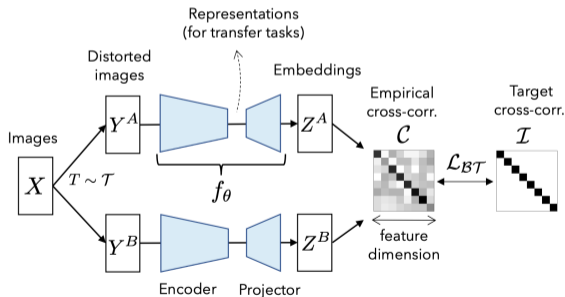 Representations
(for transfer tasks)
Distorted
images
Embeddings
Empirical
cross-corr.
Target
cross-corr.
Images
Y^A
Z^A
C
I
X
T ~ T
f_θ
L_BT
Y^B
Z^B
feature
dimension
Encoder
Projector